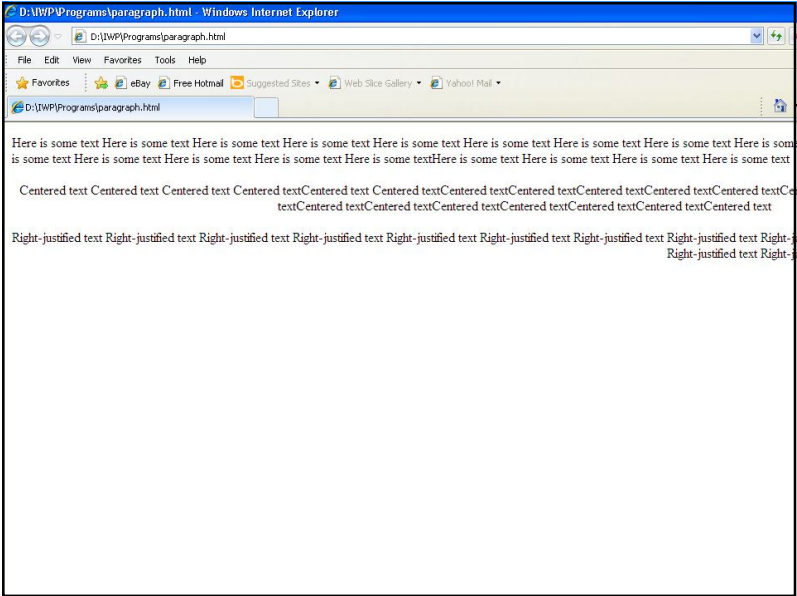 D:\IWP\Programs\paragraph.html - Windows Internet Explorer
D:\IWP\Programs\paragraph.html
File Edit View Favorites Tools Help
Favorites eBay Free Hotmail Suggested Sites Web Slice Gallery Yahoo! Mail
D:\IWP\Programs\paragraph.html
Here is some text Here is some text Here is some text Here is some text Here is some text Here is some text Here is some text Here is some text Here is som
is some text Here is some text Here is some text Here is some text Here is some textHere is some text Here is some text Here is some text Here is some text
Centered text Centered text Centered text Centered textCentered text Centered textCentered textCentered textCentered textCentered textCentered textCe
textCentered textCentered textCentered textCentered textCentered textCentered textCentered text
Right-justified text Right-justified text Right-justified text Right-justified text Right-justified text Right-justified text Right-justified text Right-justified text Right-j
Right-justified text Right-j